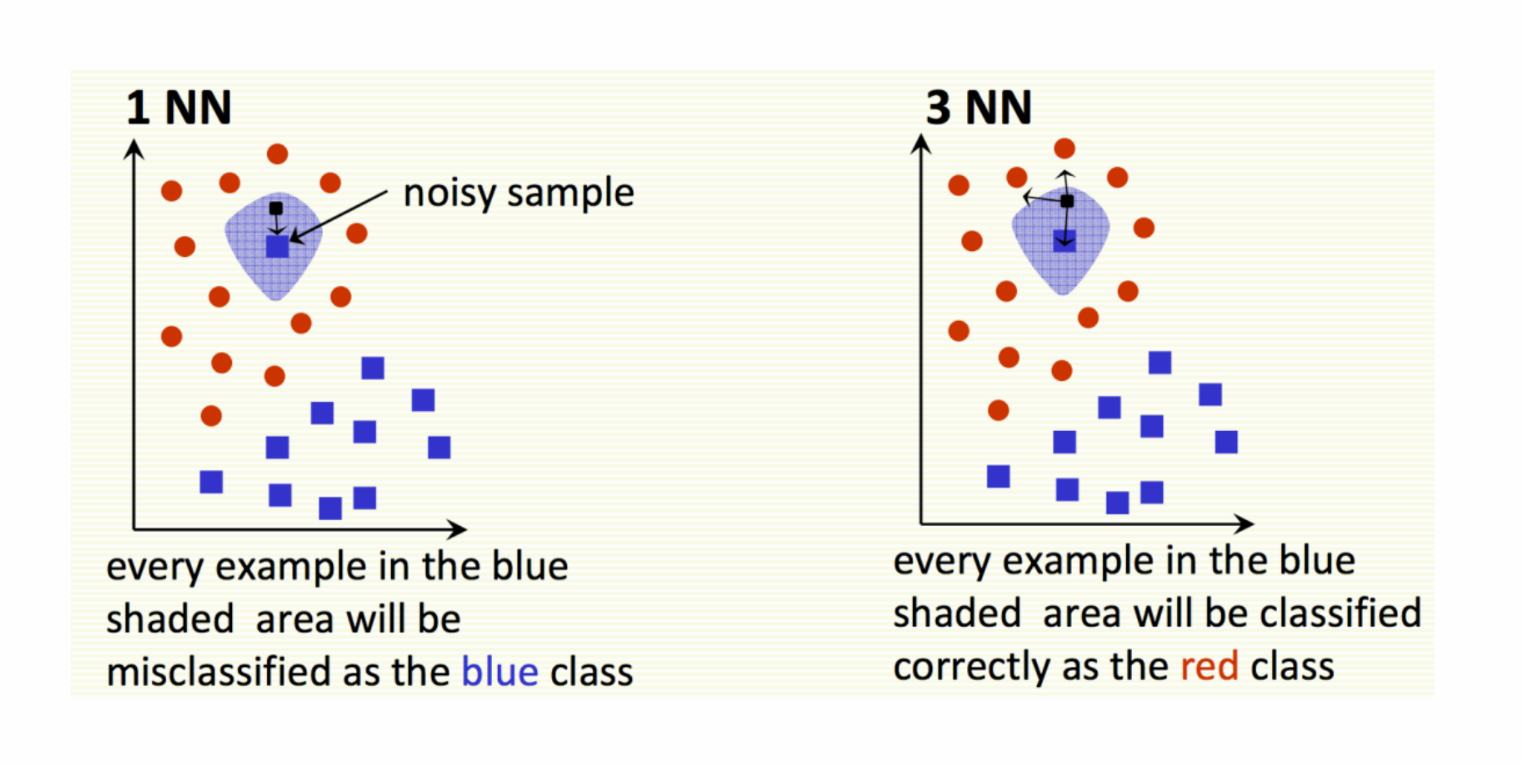 1 NN
noisy sample
every example in the blue
shaded area will be
misclassified as the blue class
3 NN
every example in the blue
shaded area will be classified
correctly as the red class